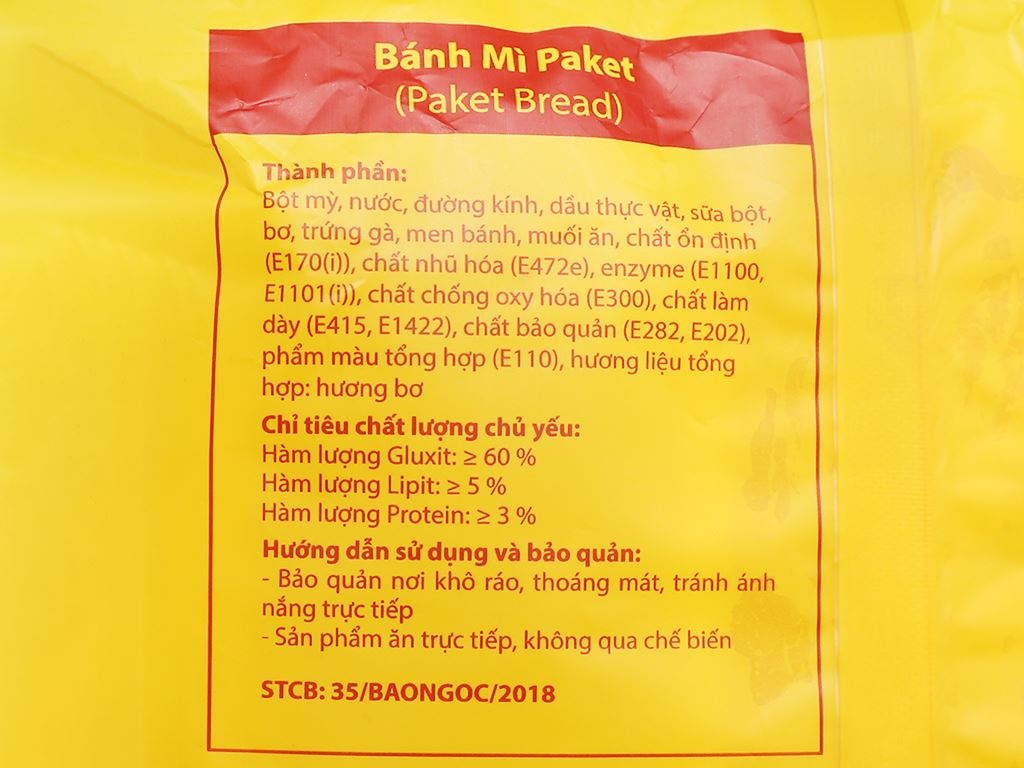 Bánh Mì Paket
(Paket Bread)
Thành phần:
Bột mỳ, nước, đường kính, dầu thực vật, sữa bột,
bơ, trứng gà, men bánh, muối ăn, chất ổn định
(E170(i)), chất nhũ hóa (E472e), enzyme (E1100,
E1101(i)), chất chống oxy hóa (E300), chất làm
dày (E415, E1422), chất bảo quản (E282, E202),
phẩm màu tổng hợp (E110), hương liệu tổng
hợp: hương bơ
Chỉ tiêu chất lượng chủ yếu:
Hàm lượng Gluxit: ≥ 60 %
Hàm lượng Lipit: ≥ 5 %
Hàm lượng Protein: ≥ 3 %
Hướng dẫn sử dụng và bảo quản:
- Bảo quản nơi khô ráo, thoáng mát, tránh ánh
nắng trực tiếp
- Sản phẩm ăn trực tiếp, không qua chế biến
STCB: 35/BAONGOC/2018